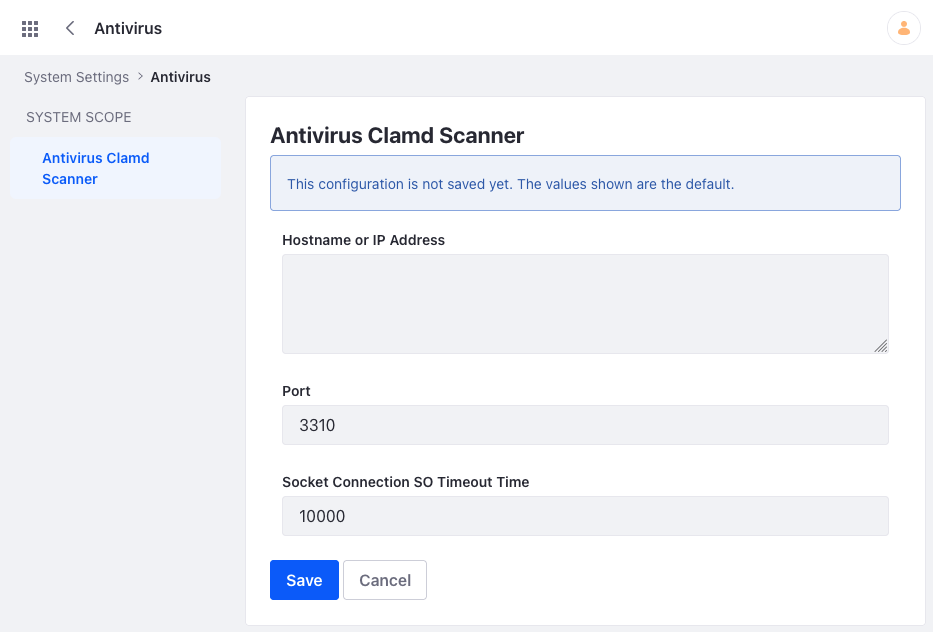 Antivirus
System Settings > Antivirus
SYSTEM SCOPE
Antivirus Clamd
Scanner
Antivirus Clamd Scanner
This configuration is not saved yet. The values shown are the default.
Hostname or IP Address
Port
3310
Socket Connection SO Timeout Time
10000
Save Cancel